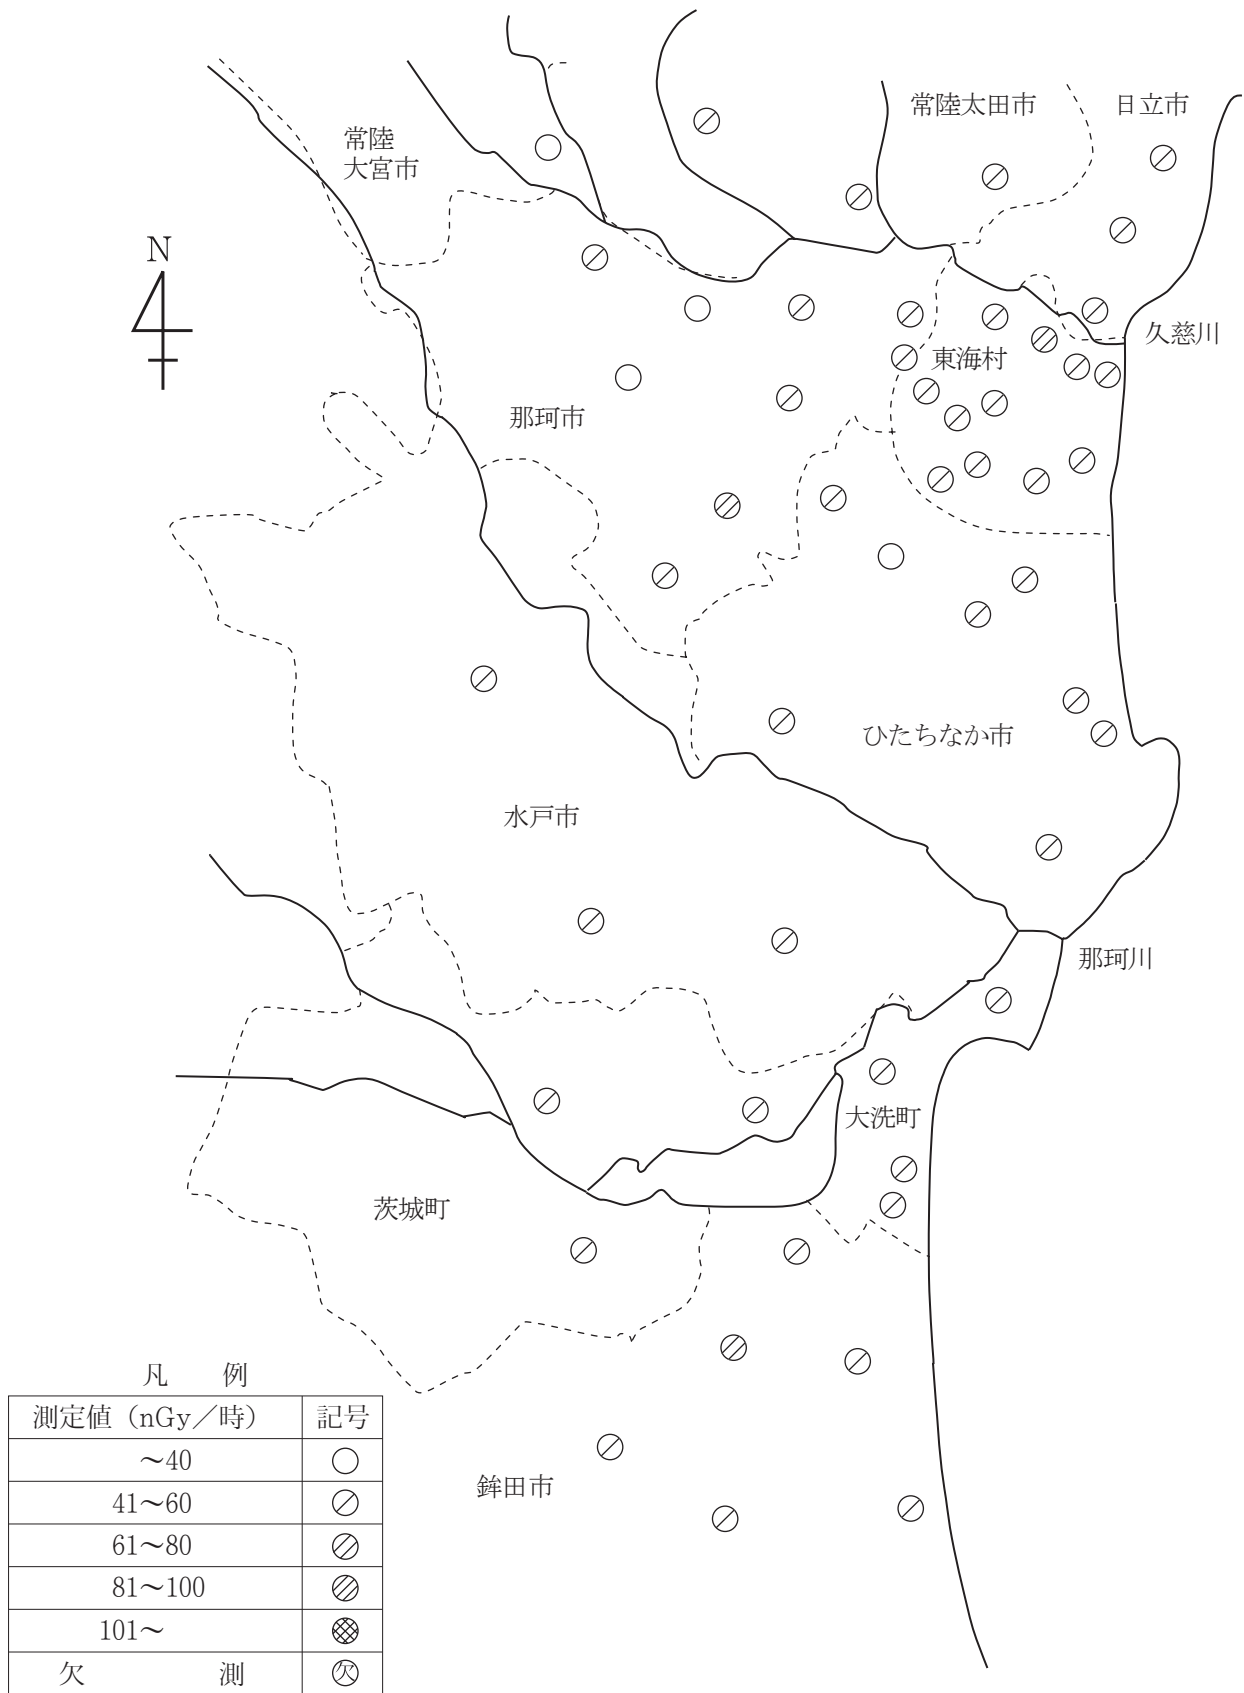 常陸太田市
日立市
常陸
大宮市
N
久慈川
東海村
那珂市
ひたちなか市
水戸市
那珂川
大洗町
茨城町
凡 例
測定値（nGy／時） 記号
～40
41～60
61～80
81～100
101～
欠 測 欠
鉾田市